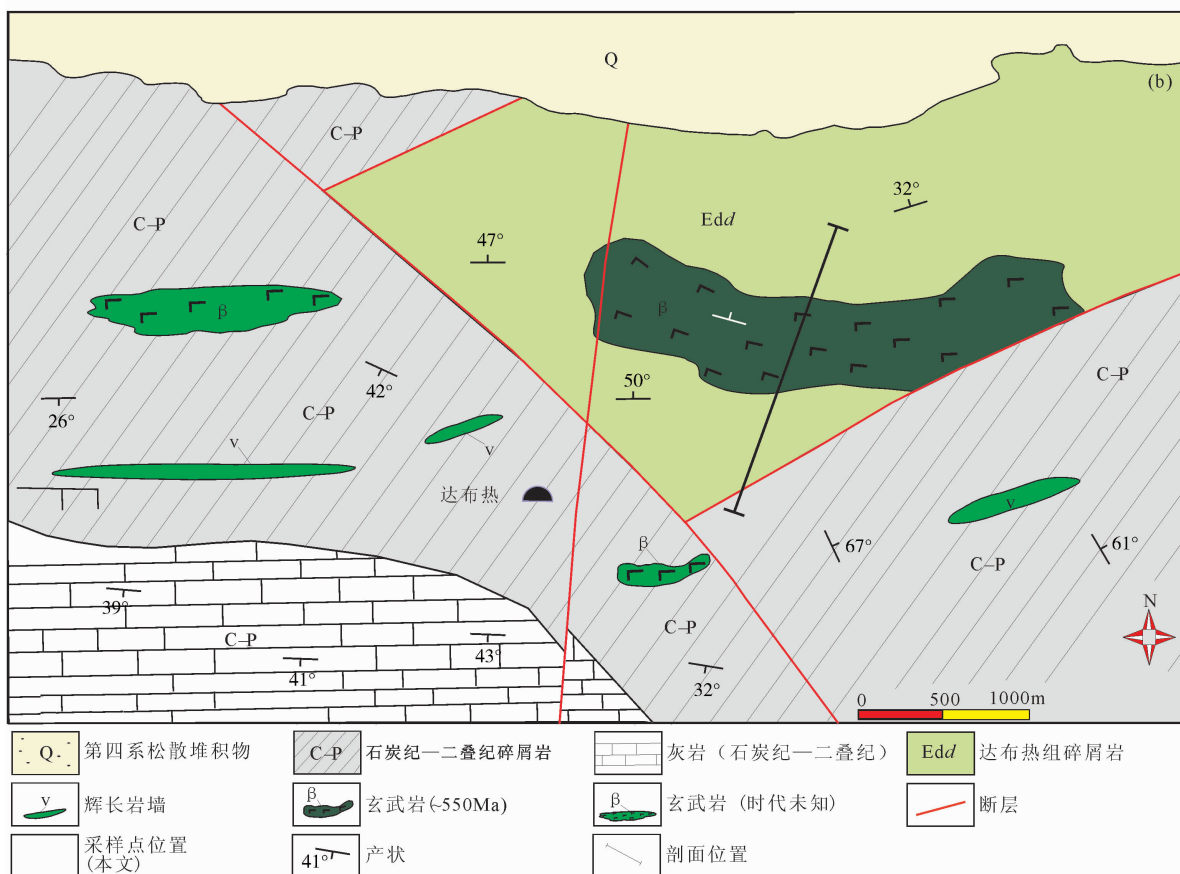 Q
(b)
C–P
32°
C–P
Edd
47°
β
β
C–P
50°
42°
26°
C–P
ν
ν
达布热
ν
β
67°
61°
C–P
39°
C–P
C–P
43°
41°
32°
N
0 500 1000m
Q 第四系松散堆积物
C–P 石炭纪—二叠纪碎屑岩
灰岩（石炭纪—二叠纪）
Edd 达布热组碎屑岩
ν 辉长岩墙
β 玄武岩(~550Ma)
β 玄武岩 (时代未知)
断层
采样点位置
(本文)
41° 产状
剖面位置